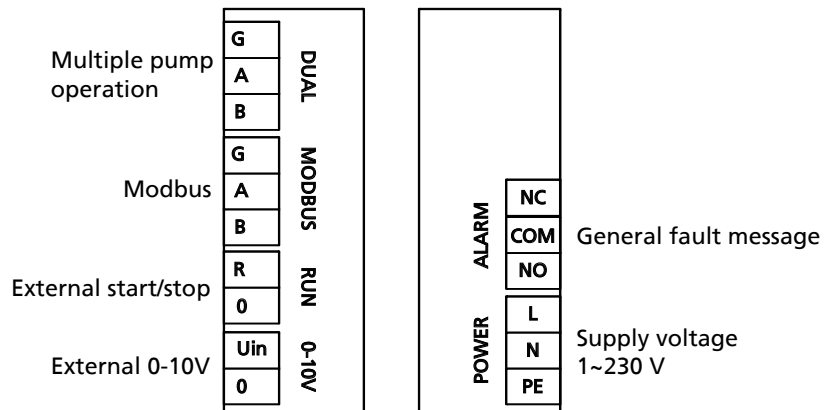 Multiple pump
operation
G
A
B
DUAL
Modbus
G
A
B
MODBUS
External start/stop
R
0
RUN
External 0-10V
Uin
0
0-10V
ALARM
NC
COM
NO
General fault message
POWER
L
N
PE
Supply voltage
1~230 V